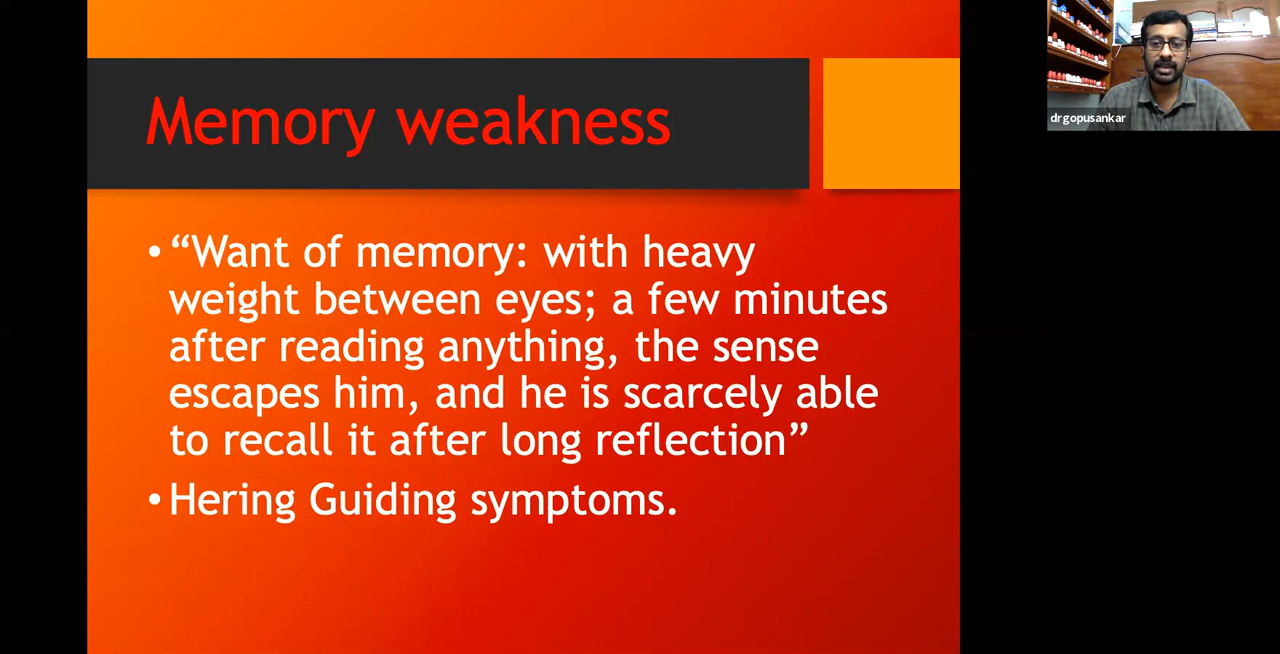 Memory weakness
• “Want of memory: with heavy
weight between eyes; a few minutes
after reading anything, the sense
escapes him, and he is scarcely able
to recall it after long reflection”
• Hering Guiding symptoms.
drgopusankar